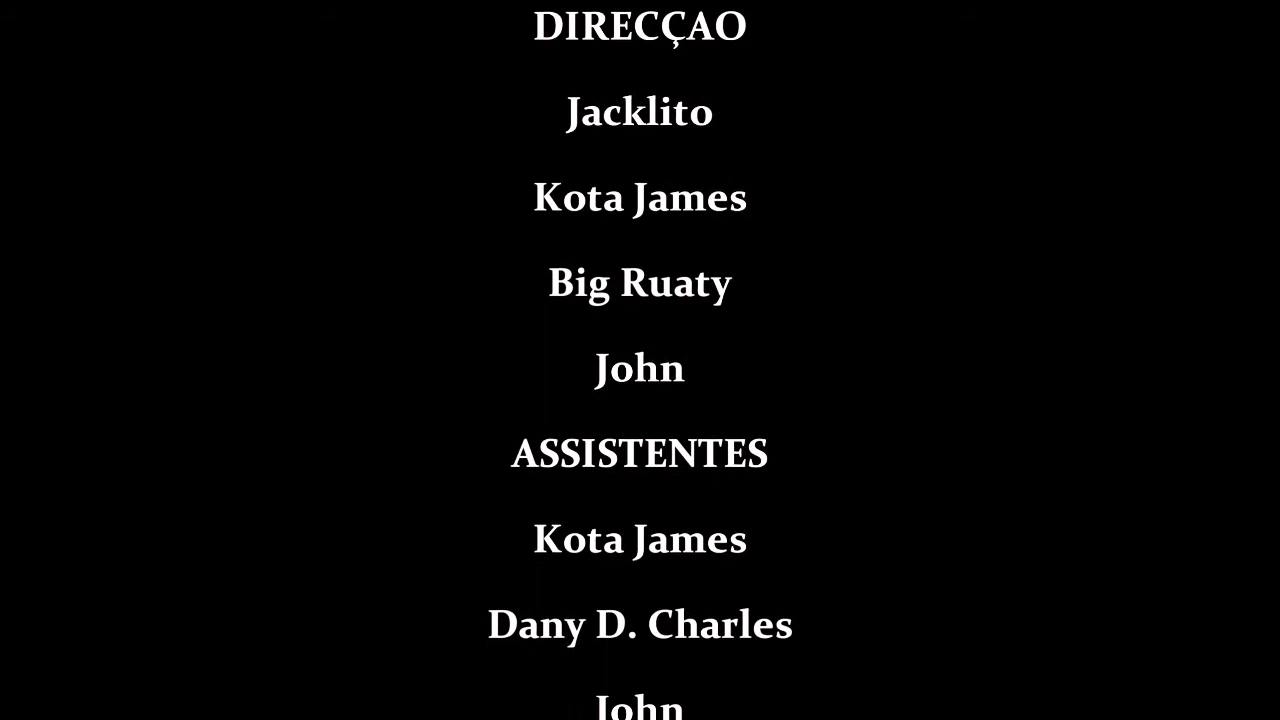 DIRECÇAO
Jacklito
Kota James
Big Ruaty
John
ASSISTENTES
Kota James
Dany D. Charles
John